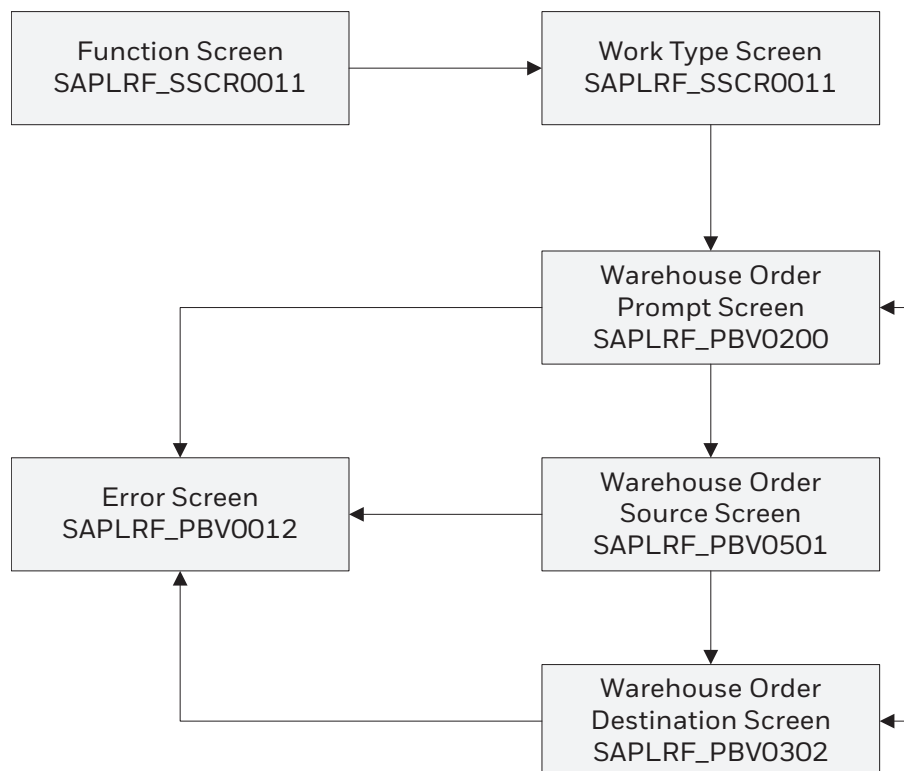 Function Screen
SAPLRF_SSCR0011
Work Type Screen
SAPLRF_SSCR0011
Warehouse Order
Prompt Screen
SAPLRF_PBV0200
Error Screen
SAPLRF_PBV0012
Warehouse Order
Source Screen
SAPLRF_PBV0501
Warehouse Order
Destination Screen
SAPLRF_PBV0302